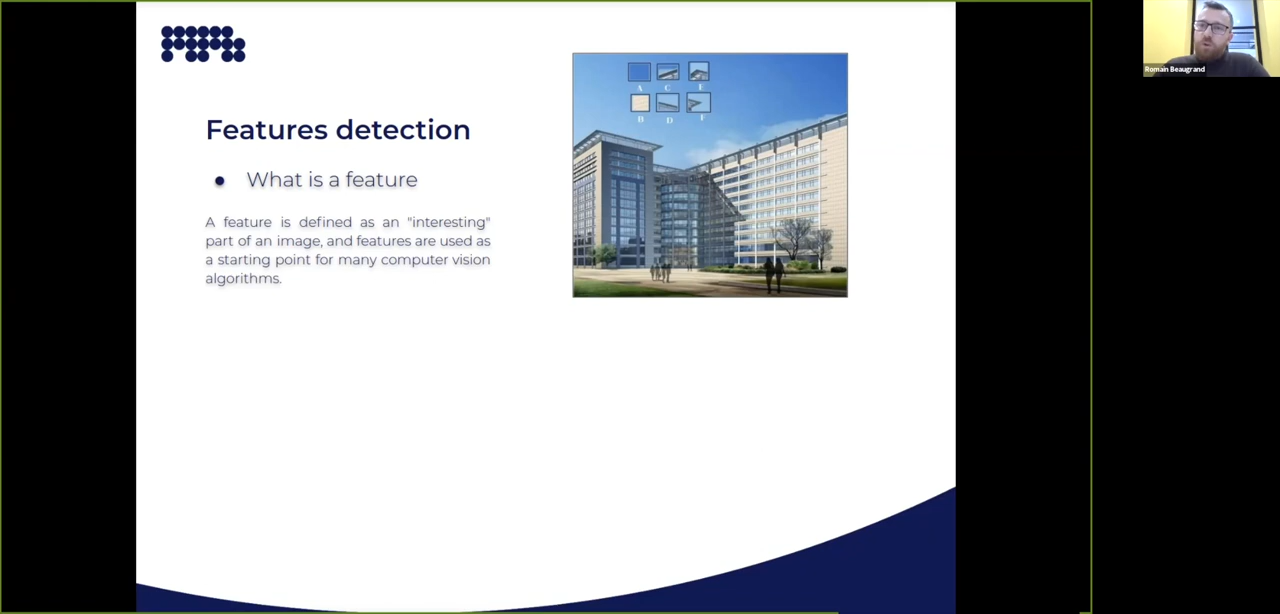 Features detection
What is a feature
A feature is defined as an "interesting"
part of an image, and features are used as
a starting point for many computer vision
algorithms.
A C E
B D F
Romain Beaugrand